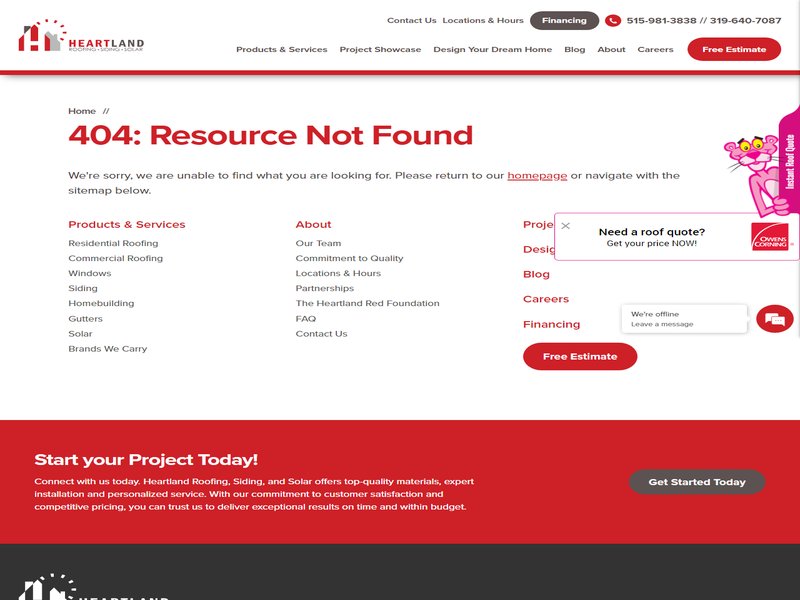 Contact Us Locations & Hours Financing 515-981-3838 // 319-640-7087
HEARTLAND
ROOFING • SIDING • SOLAR
Products & Services Project Showcase Design Your Dream Home Blog About Careers Free Estimate
Home //
404: Resource Not Found
We're sorry, we are unable to find what you are looking for. Please return to our homepage or navigate with the
sitemap below.
Instant Roof Quote
Products & Services
Residential Roofing
Commercial Roofing
Windows
Siding
Homebuilding
Gutters
Solar
Brands We Carry
About
Our Team
Commitment to Quality
Locations & Hours
Partnerships
The Heartland Red Foundation
FAQ
Contact Us
Proje
Desig
Blog
Careers
Financing
Free Estimate
Need a roof quote?
Get your price NOW!
OWENS
CORNING
We're offline
Leave a message
Start your Project Today!
Connect with us today. Heartland Roofing, Siding, and Solar offers top-quality materials, expert
installation and personalized service. With our commitment to customer satisfaction and
competitive pricing, you can trust us to deliver exceptional results on time and within budget.
Get Started Today
HEARTLAND